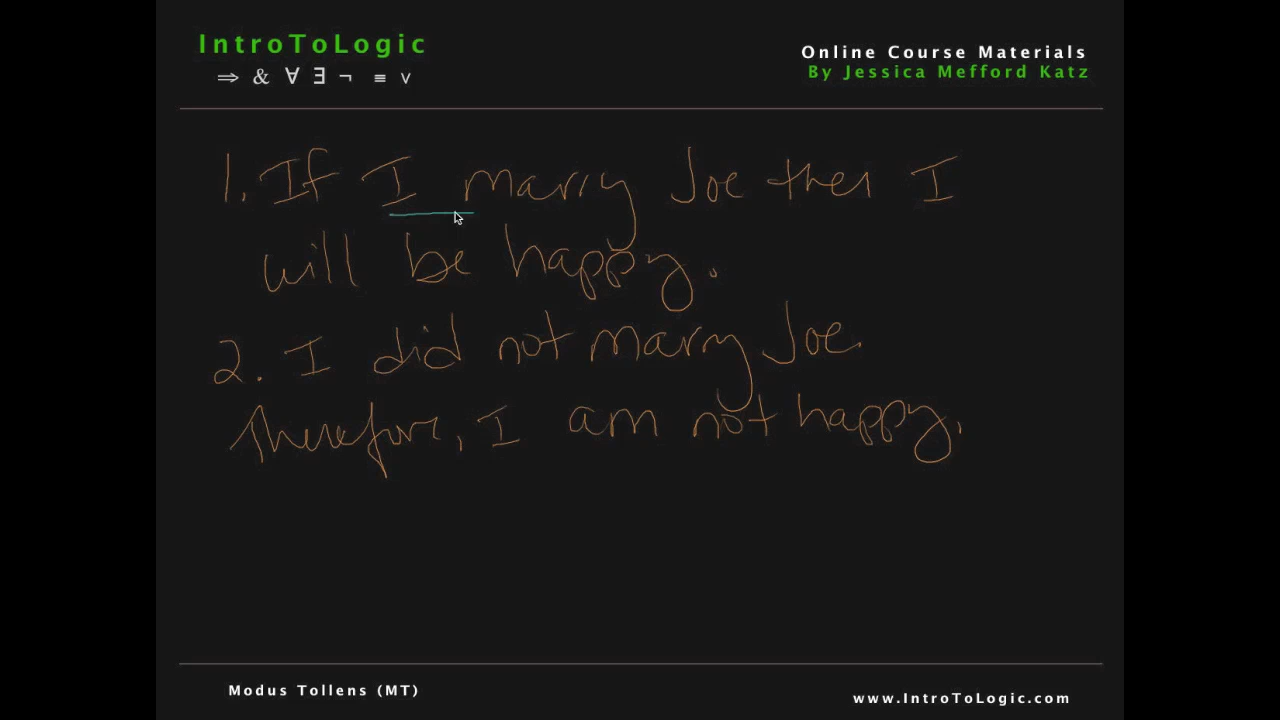 IntroToLogic
⇒ & ∀ ∃ ¬ ≡ v
Online Course Materials
By Jessica Mefford Katz
1. If I marry Joe then I
will be happy.
2. I did not marry Joe.
Therefore, I am not happy.
Modus Tollens (MT)
www.IntroToLogic.com